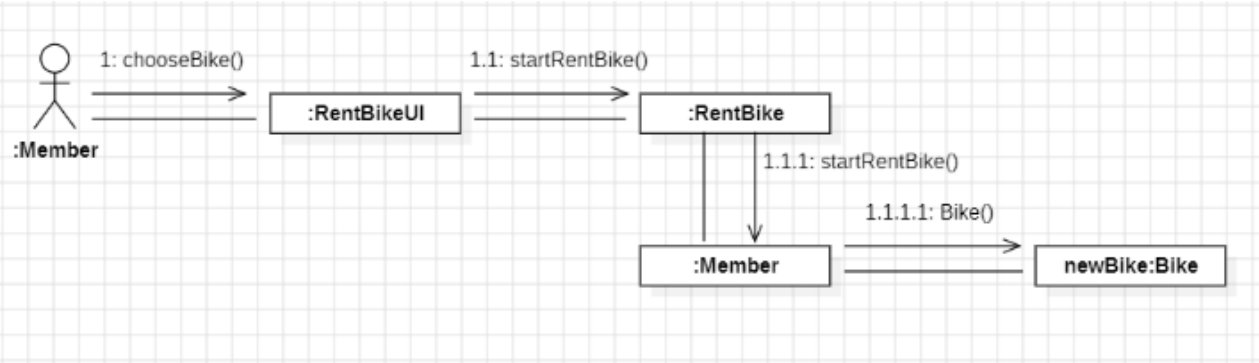 1: chooseBike()
1.1: startRentBike()
:RentBikeUI
:RentBike
:Member
1.1.1: startRentBike()
1.1.1.1: Bike()
:Member
newBike:Bike